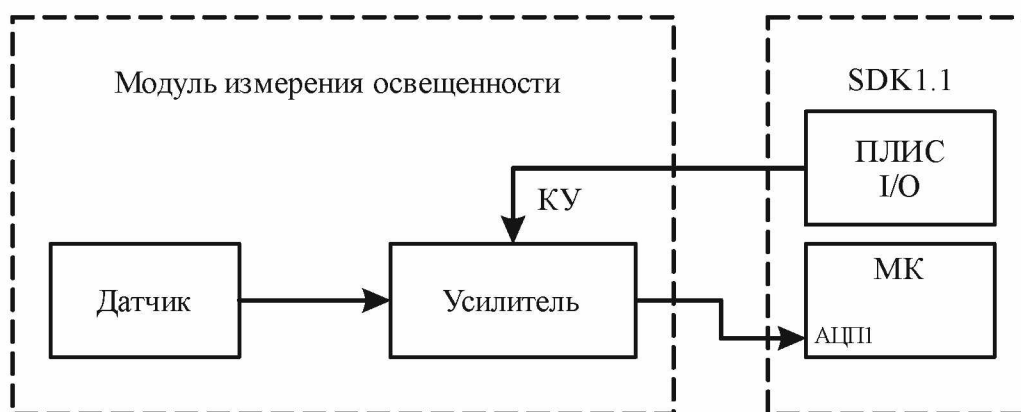 Модуль измерения освещенности
SDK1.1
ПЛИС
I/O
КУ
МК
Датчик
Усилитель
АЦП1